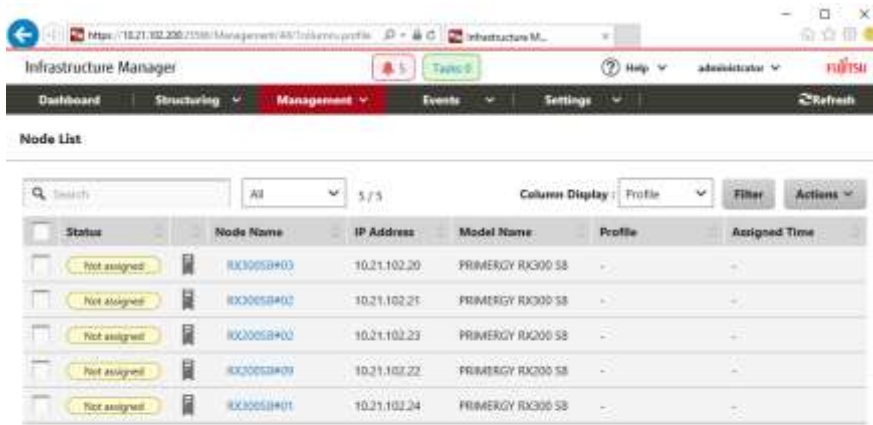 Infrastructure M...
Infrastructure Manager
5
Tasks 0
Help
administrator
FUJITSU
Dashboard
Structuring
Management
Events
Settings
Refresh
Node List
Search
All
5 / 5
Column Display : Profile
Filter
Actions
Status Node Name IP Address Model Name Profile Assigned Time
Not assigned 10.21.102.20 PRIMERGY RX300 S8 - -
Not assigned 10.21.102.21 PRIMERGY RX300 S8 - -
Not assigned 10.21.102.23 PRIMERGY RX200 S8 - -
Not assigned 10.21.102.22 PRIMERGY RX200 S8 - -
Not assigned RX300S8#01 10.21.102.24 PRIMERGY RX300 S8 - -